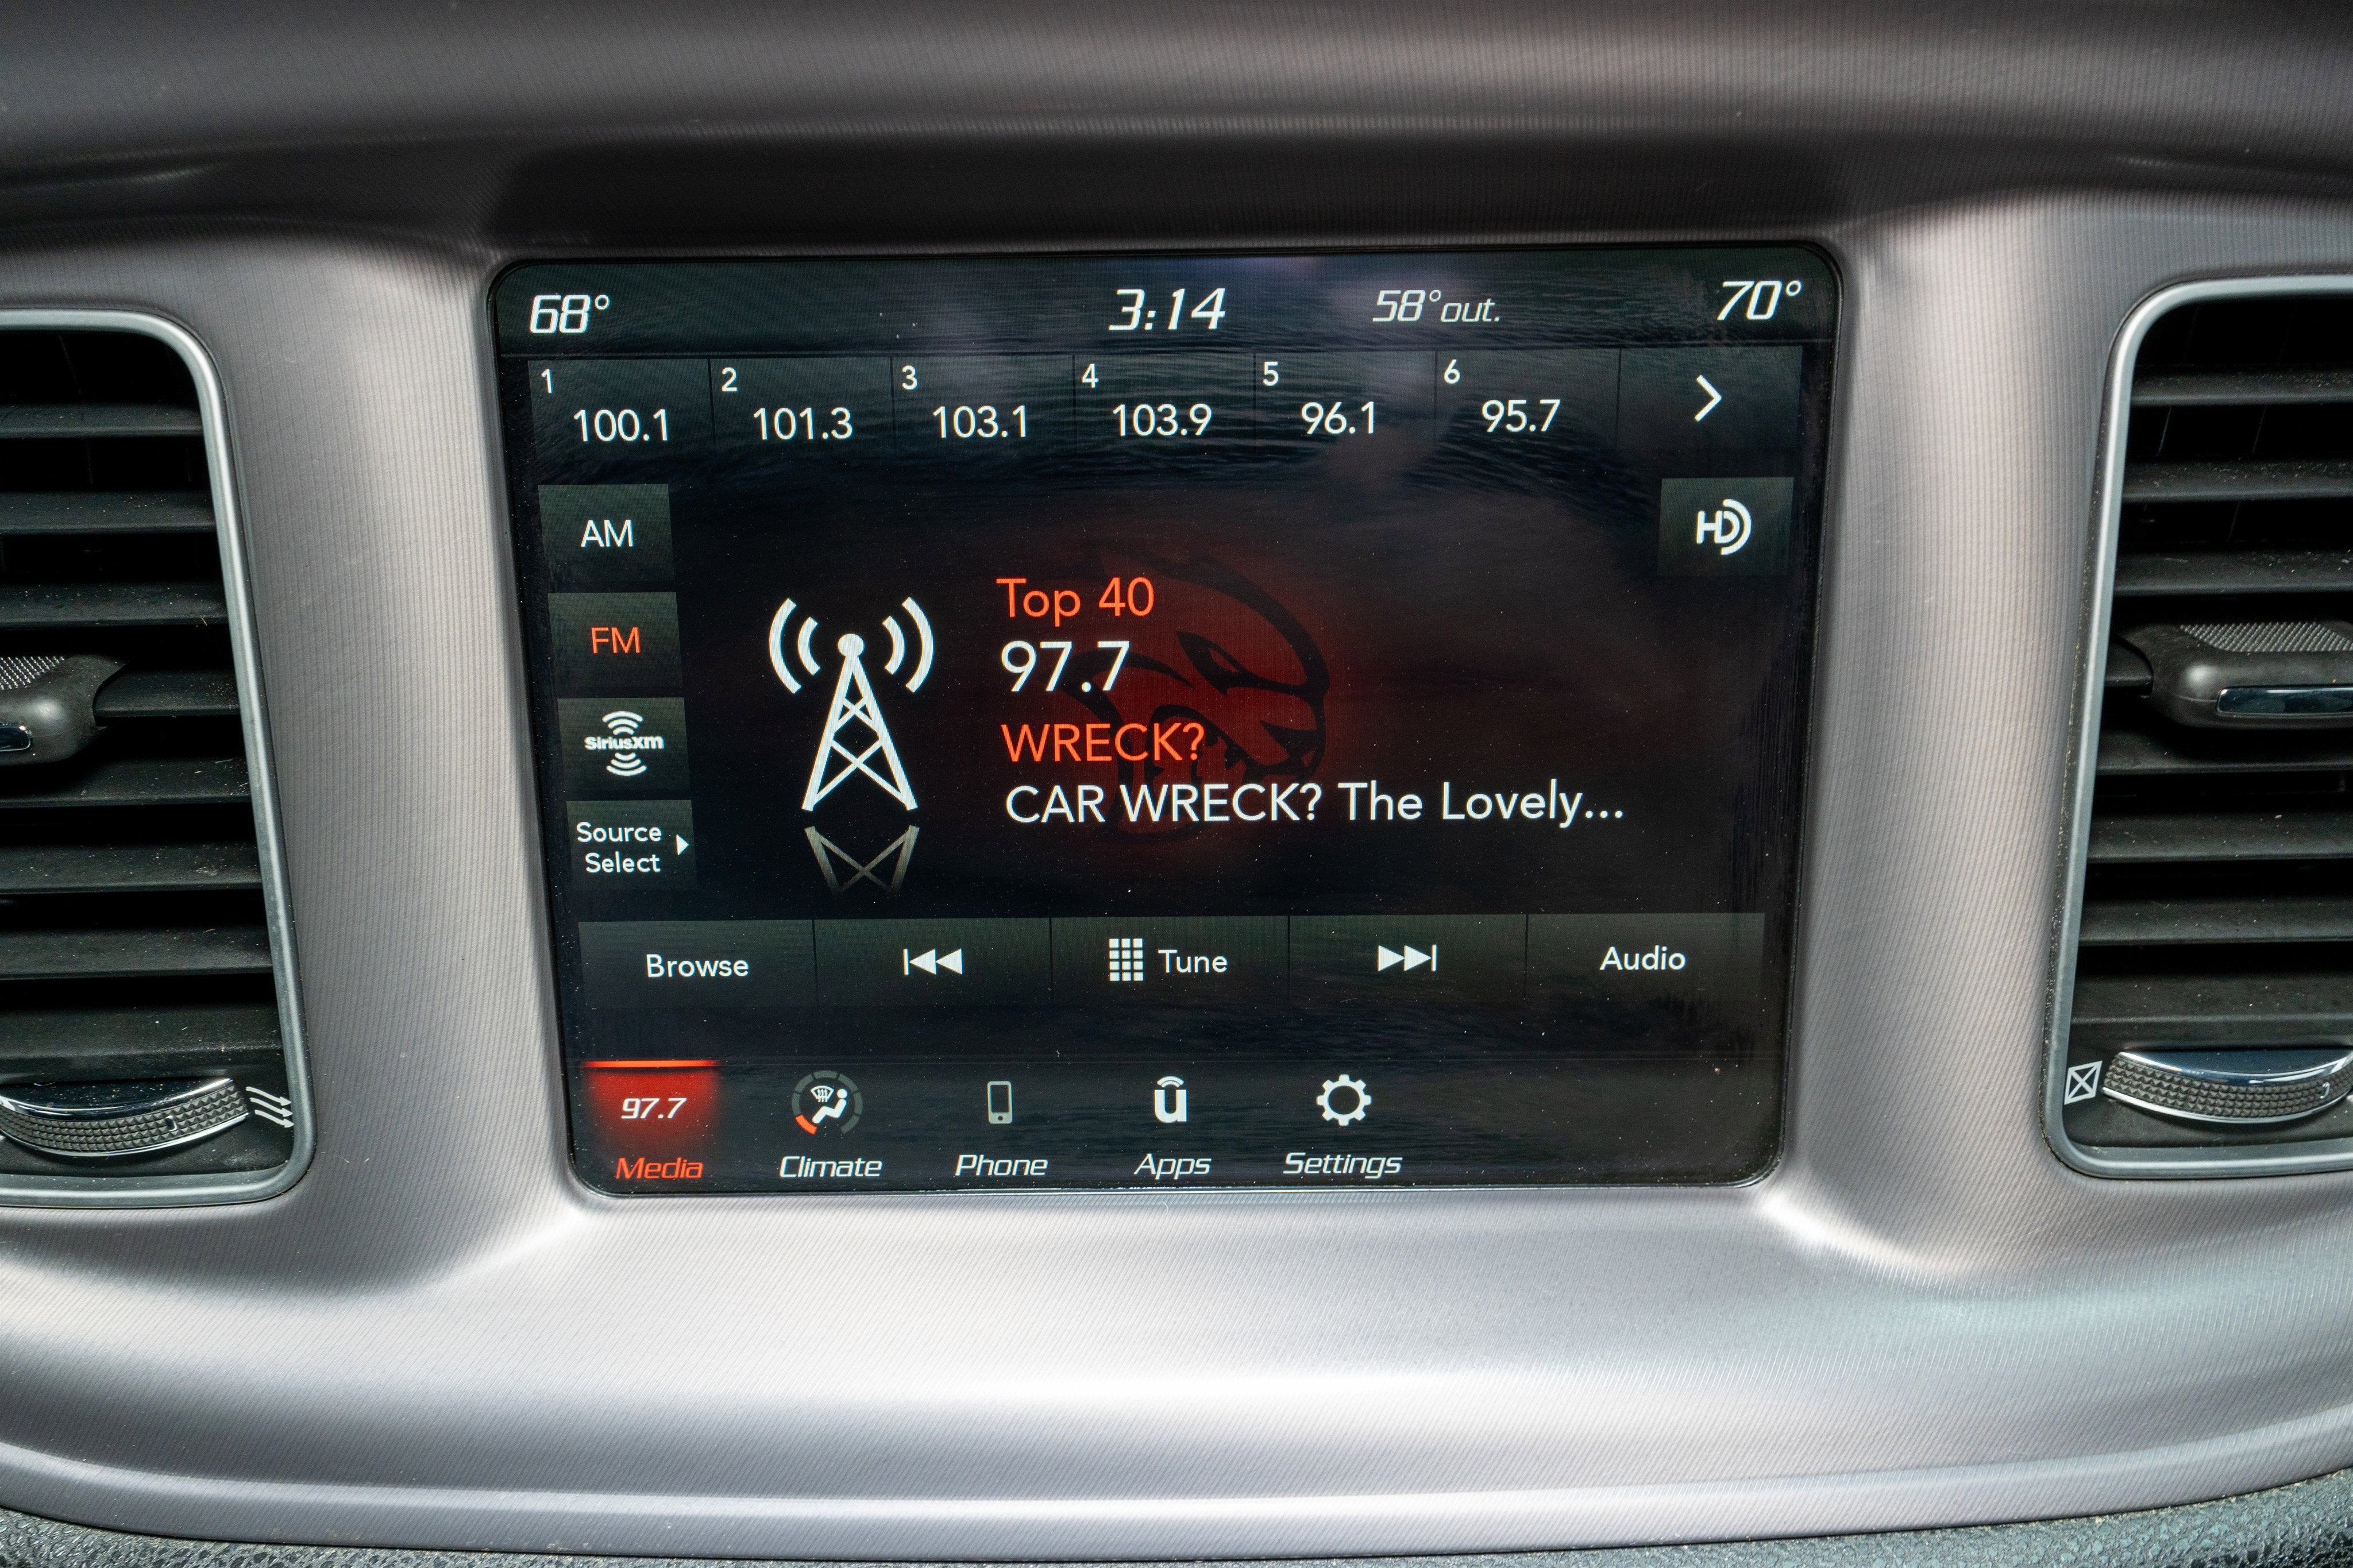 68° 3:14 58° out. 70°
1 2 3 4 5 6
100.1 101.3 103.1 103.9 96.1 95.7
AM
HD
FM
Top 40
97.7
SiriusXM
WRECK?
CAR WRECK? The Lovely...
Source
Select
Browse Tune Audio
97.7
Media Climate Phone Apps Settings